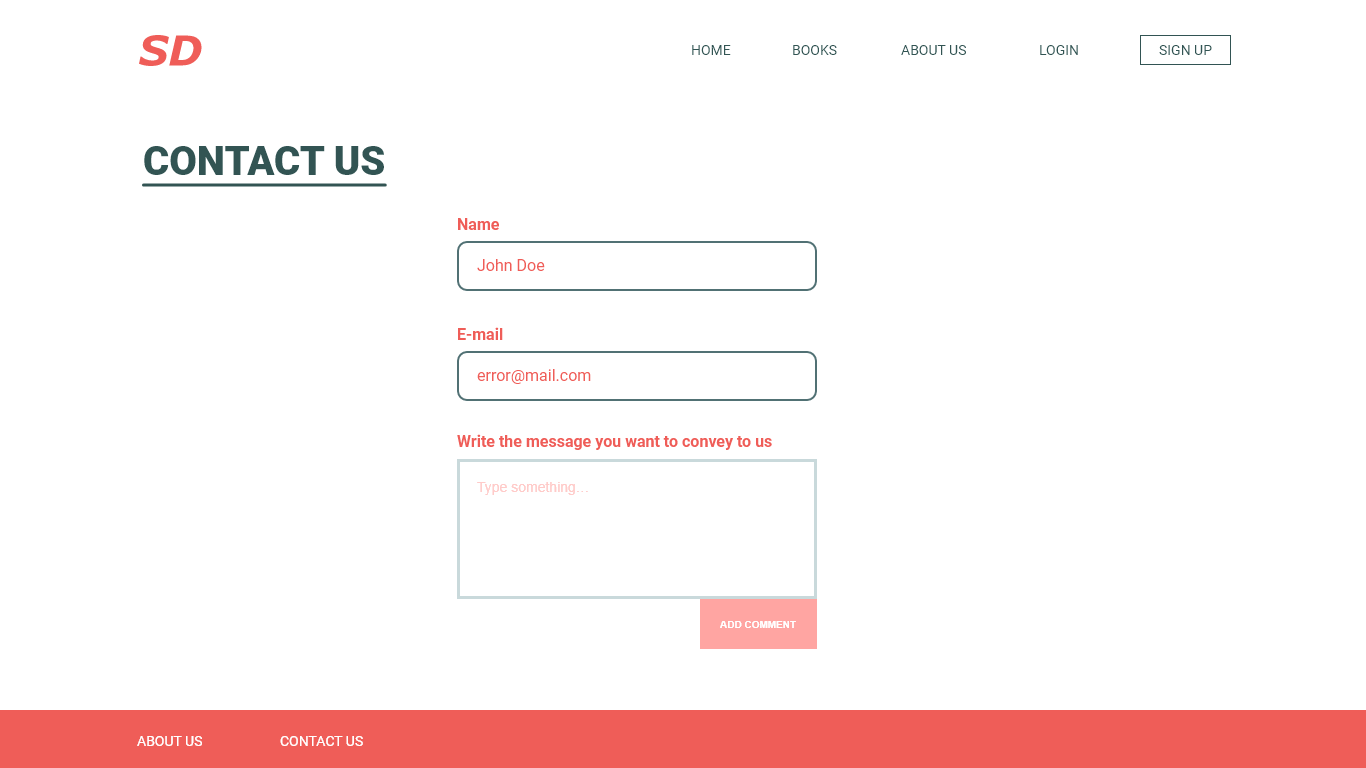 SD
HOME BOOKS ABOUT US LOGIN SIGN UP
CONTACT US
Name
John Doe
E-mail
error@mail.com
Write the message you want to convey to us
Type something...
ADD COMMENT
ABOUT US CONTACT US